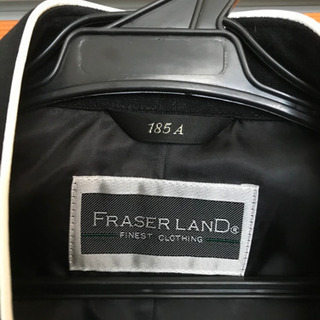 185A
FRASER LAND®
FINEST CLOTHING